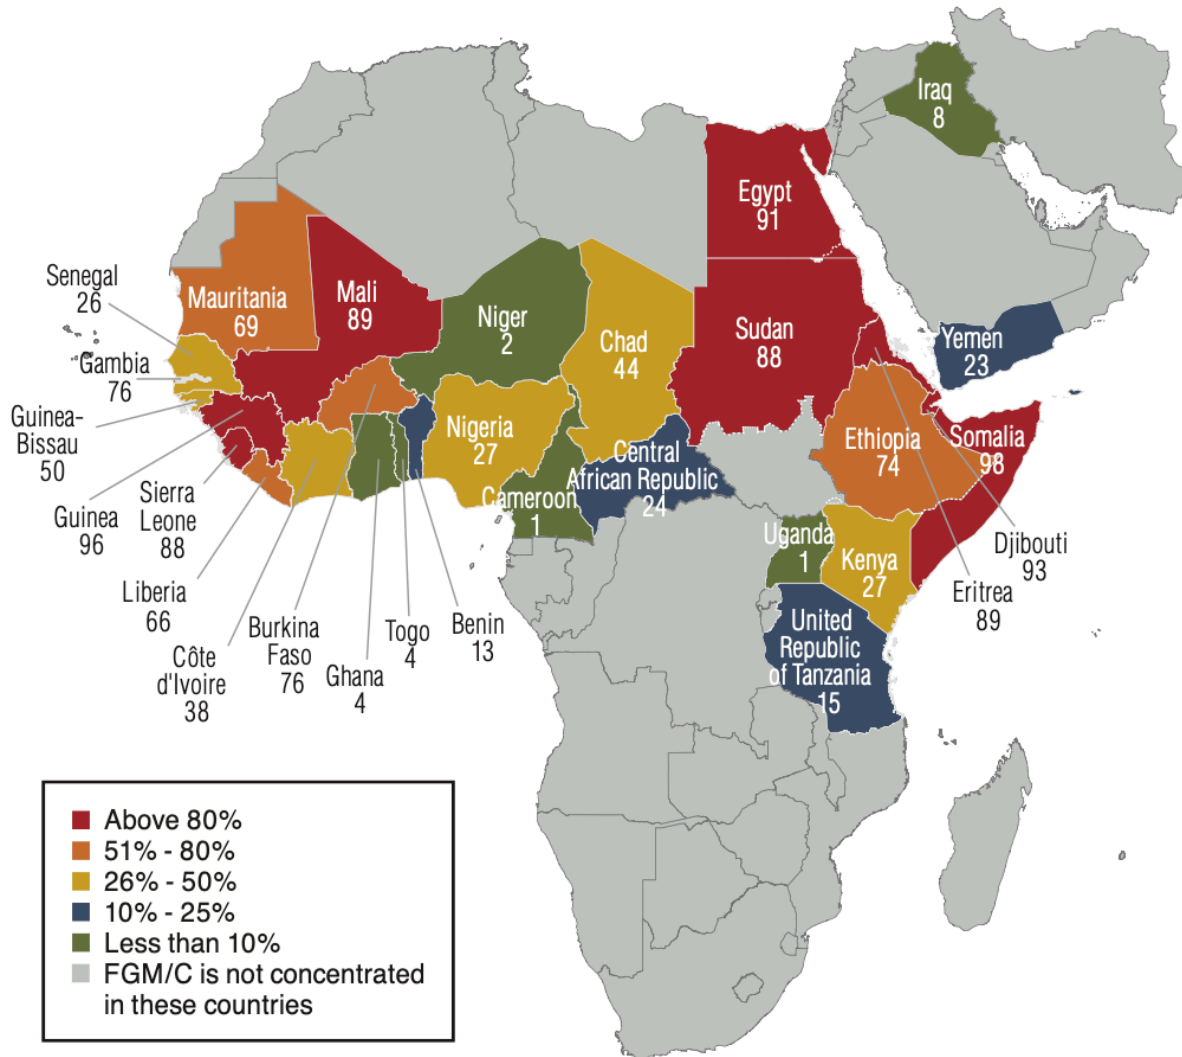 Iraq
8
Egypt
91
Senegal
26
Mauritania
69
Mali
89
Niger
2
Chad
44
Sudan
88
Yemen
23
Gambia
76
Guinea-
Bissau
50
Nigeria
27
Ethiopia
74
Somalia
98
Central
African Republic
24
Guinea
96
Sierra
Leone
88
Cameroon
1
Uganda
1
Kenya
27
Djibouti
93
Eritrea
89
Liberia
66
Côte
d'Ivoire
38
Burkina
Faso
76
Ghana
4
Togo
4
Benin
13
United
Republic
of Tanzania
15
Above 80%
51% - 80%
26% - 50%
10% - 25%
Less than 10%
FGM/C is not concentrated
in these countries